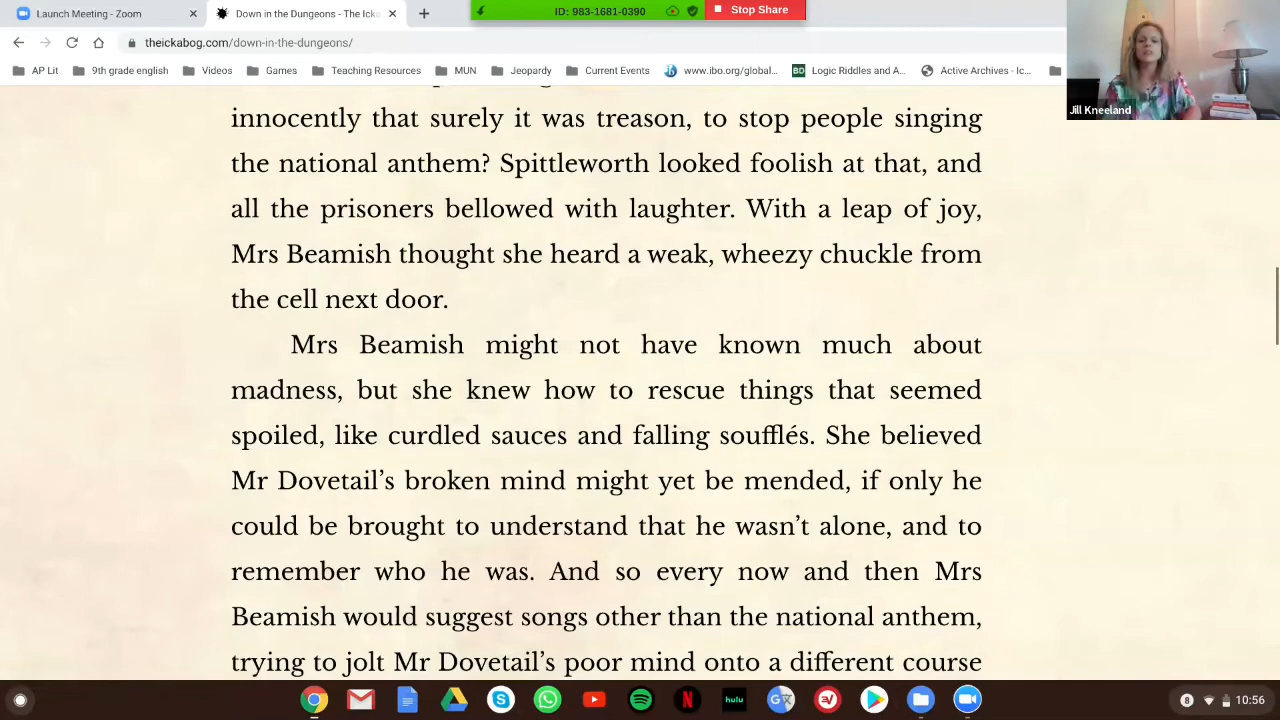 Launch Meeting - Zoom
Down in the Dungeons - The Icka
ID: 983-1681-0390
Stop Share
theickabog.com/down-in-the-dungeons/
AP Lit
9th grade english
Videos
Games
Teaching Resources
MUN
Jeopardy
Current Events
www.ibo.org/global...
BD
Logic Riddles and A...
Active Archives - Ic...
Jill Kneeland
innocently that surely it was treason, to stop people singing
the national anthem? Spittleworth looked foolish at that, and
all the prisoners bellowed with laughter. With a leap of joy,
Mrs Beamish thought she heard a weak, wheezy chuckle from
the cell next door.
Mrs Beamish might not have known much about
madness, but she knew how to rescue things that seemed
spoiled, like curdled sauces and falling soufflés. She believed
Mr Dovetail’s broken mind might yet be mended, if only he
could be brought to understand that he wasn’t alone, and to
remember who he was. And so every now and then Mrs
Beamish would suggest songs other than the national anthem,
trying to jolt Mr Dovetail’s poor mind onto a different course
hulu
8
10:56